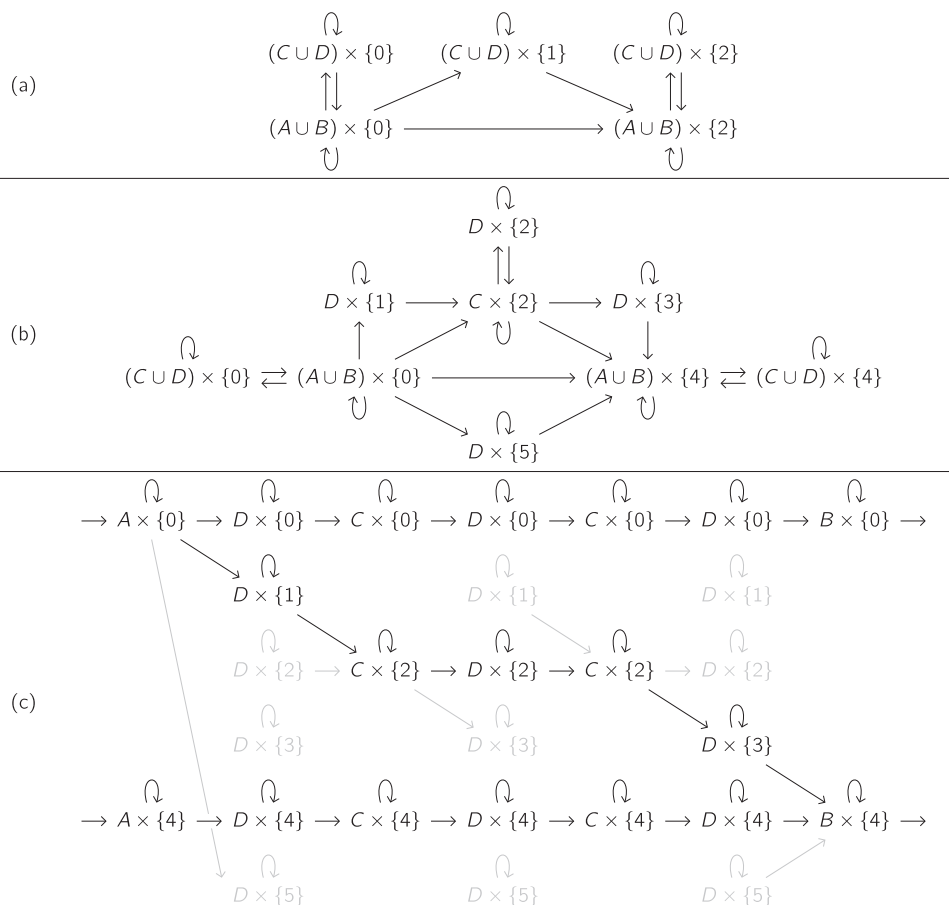 (C ∪ D) × {0} (C ∪ D) × {1} (C ∪ D) × {2}
(a)
(A ∪ B) × {0} (A ∪ B) × {2}
D × {2}
D × {1} C × {2} D × {3}
(b)
(C ∪ D) × {0} (A ∪ B) × {0} (A ∪ B) × {4} (C ∪ D) × {4}
D × {5}
A × {0} D × {0} C × {0} D × {0} C × {0} D × {0} B × {0}
D × {1} D × {1} D × {1}
D × {2} C × {2} D × {2} C × {2} D × {2}
(c)
D × {3} D × {3} D × {3}
A × {4} D × {4} C × {4} D × {4} C × {4} D × {4} B × {4}
D × {5} D × {5} D × {5}